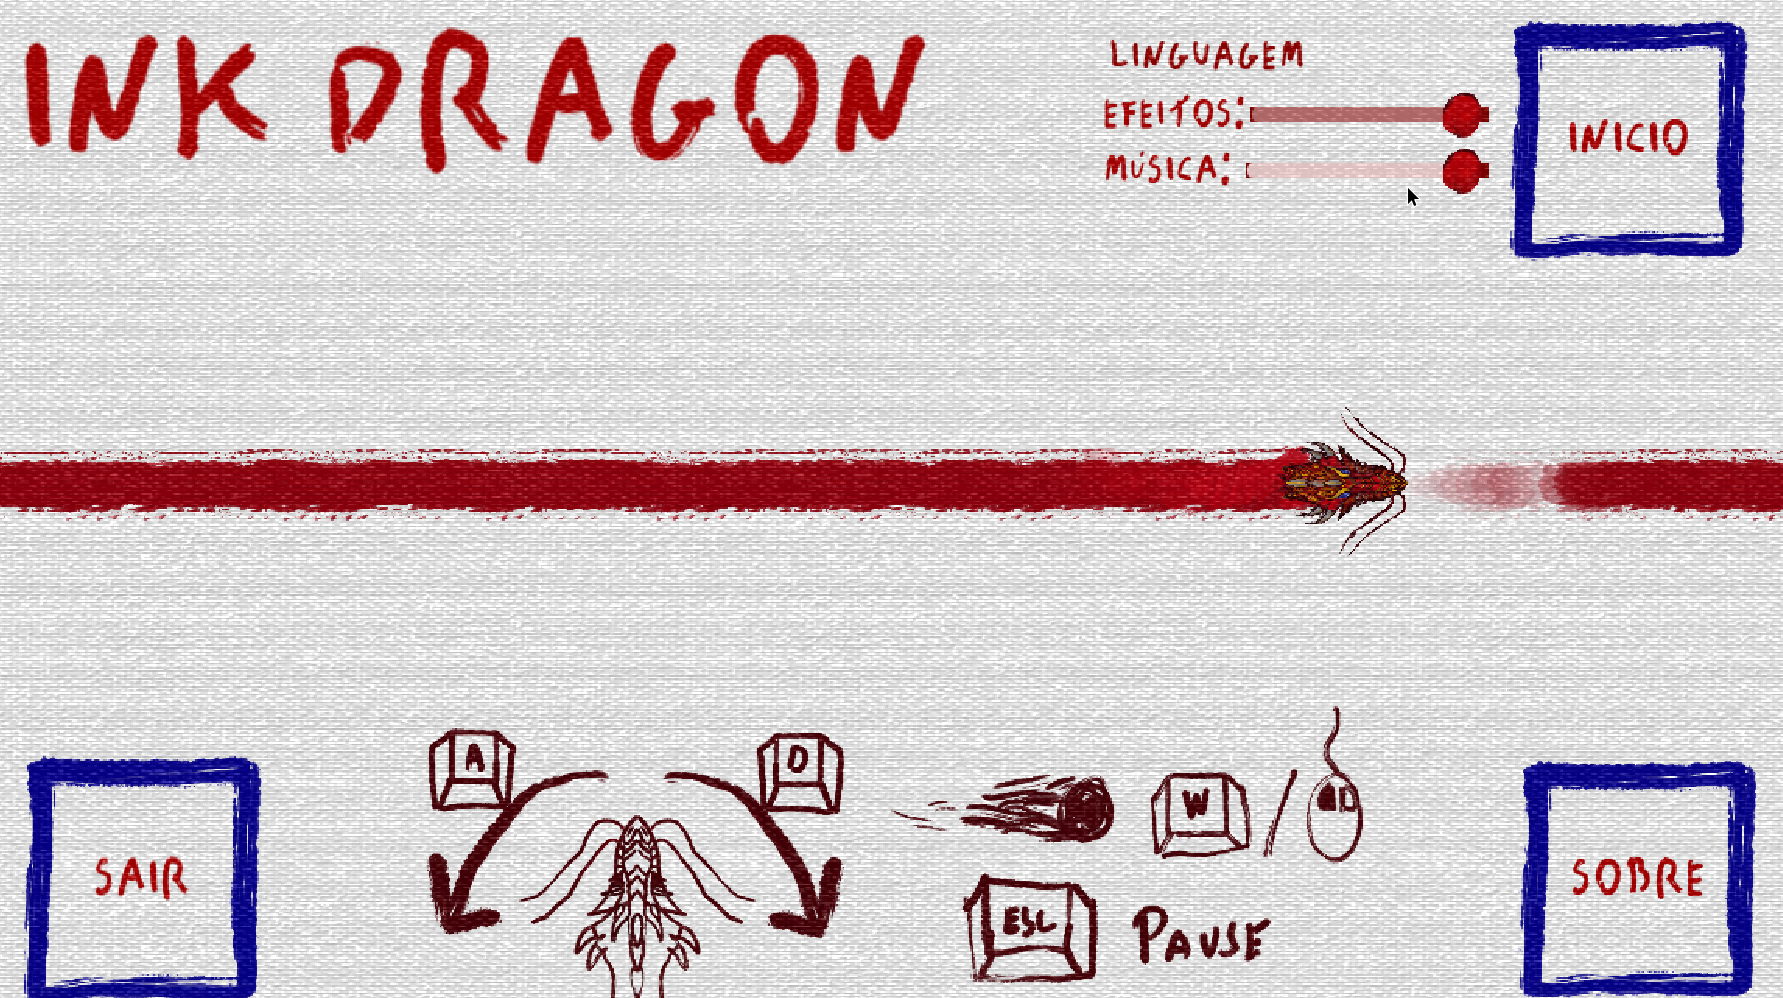 INK DRAGON
LINGUAGEM
EFEITOS:
MÚSICA:
INICIO
A
D
W
/
ESC
PAUSE
SAIR
SOBRE